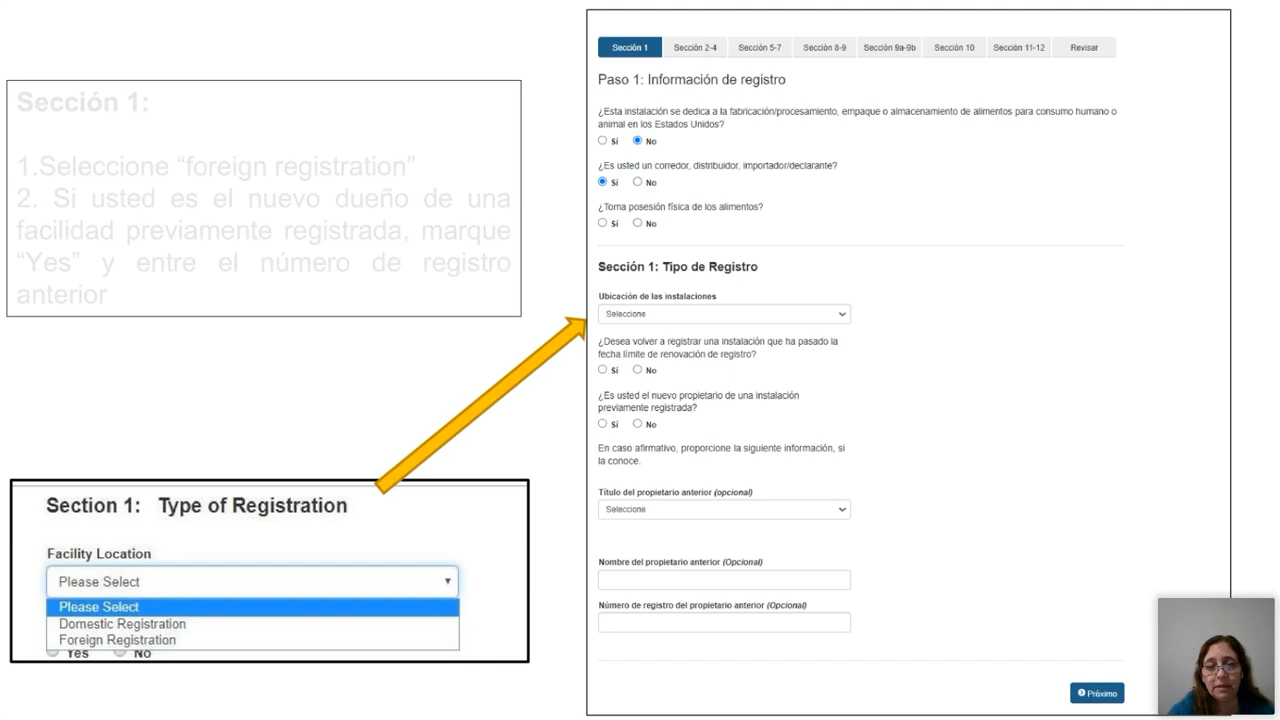 Sección 1:
1.Seleccione “foreign registration”
2. Si usted es el nuevo dueño de una
facilidad previamente registrada, marque
“Yes” y entre el número de registro
anterior
Section 1: Type of Registration
Facility Location
Please Select
Please Select
Domestic Registration
Foreign Registration
Yes No
Sección 1 Sección 2-4 Sección 5-7 Sección 8-9 Sección 9a-9b Sección 10 Sección 11-12 Revisar
Paso 1: Información de registro
¿Esta instalación se dedica a la fabricación/procesamiento, empaque o almacenamiento de alimentos para consumo humano o
animal en los Estados Unidos?
Sí No
¿Es usted un corredor, distribuidor, importador/declarante?
Sí No
¿Toma posesión física de los alimentos?
Sí No
Sección 1: Tipo de Registro
Ubicación de las instalaciones
Seleccione
¿Desea volver a registrar una instalación que ha pasado la
fecha límite de renovación de registro?
Sí No
¿Es usted el nuevo propietario de una instalación
previamente registrada?
Sí No
En caso afirmativo, proporcione la siguiente información, si
la conoce.
Título del propietario anterior (opcional)
Seleccione
Nombre del propietario anterior (Opcional)
Número de registro del propietario anterior (Opcional)
Próximo